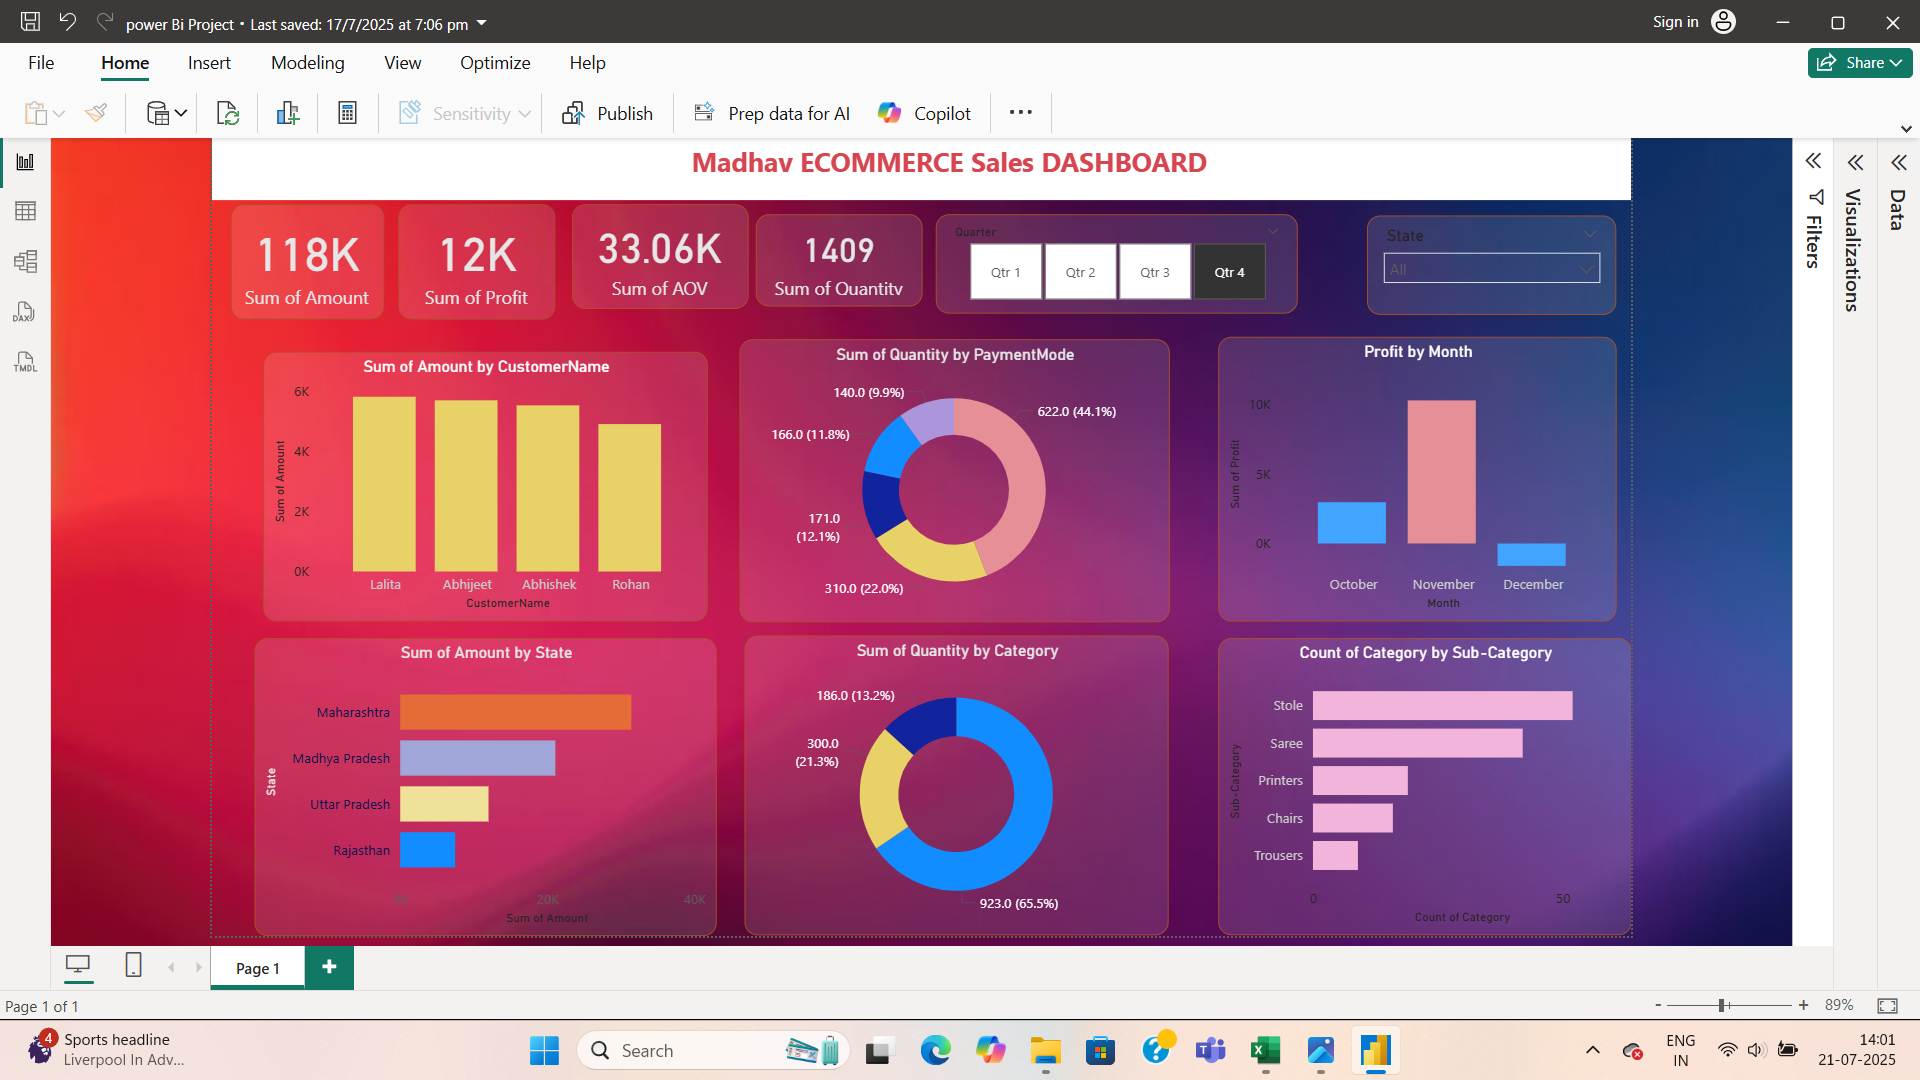 power Bi Project • Last saved: 17/7/2025 at 7:06 pm
Sign in
File
Home
Insert
Modeling
View
Optimize
Help
Share
Sensitivity
Publish
Prep data for AI
Copilot
DAX
TMDL
Madhav ECOMMERCE Sales DASHBOARD
118K
Sum of Amount
12K
Sum of Profit
33.06K
Sum of AOV
1409
Sum of Quantity
Quarter
Qtr 1
Qtr 2
Qtr 3
Qtr 4
State
All
Filters
Visualizations
Data
Sum of Amount by CustomerName
Sum of Amount
6K
4K
2K
0K
Lalita
Abhijeet
Abhishek
Rohan
CustomerName
Sum of Quantity by PaymentMode
140.0 (9.9%)
622.0 (44.1%)
166.0 (11.8%)
171.0
(12.1%)
310.0 (22.0%)
Profit by Month
Sum of Profit
10K
5K
0K
October
November
December
Month
Sum of Amount by State
State
Maharashtra
Madhya Pradesh
Uttar Pradesh
Rajasthan
0K
20K
40K
Sum of Amount
Sum of Quantity by Category
186.0 (13.2%)
300.0
(21.3%)
923.0 (65.5%)
Count of Category by Sub-Category
Sub-Category
Stole
Saree
Printers
Chairs
Trousers
0
50
Count of Category
Page 1
Page 1 of 1
- + 89%
4
Sports headline
Liverpool In Adv...
Search
ENG
IN
14:01
21-07-2025